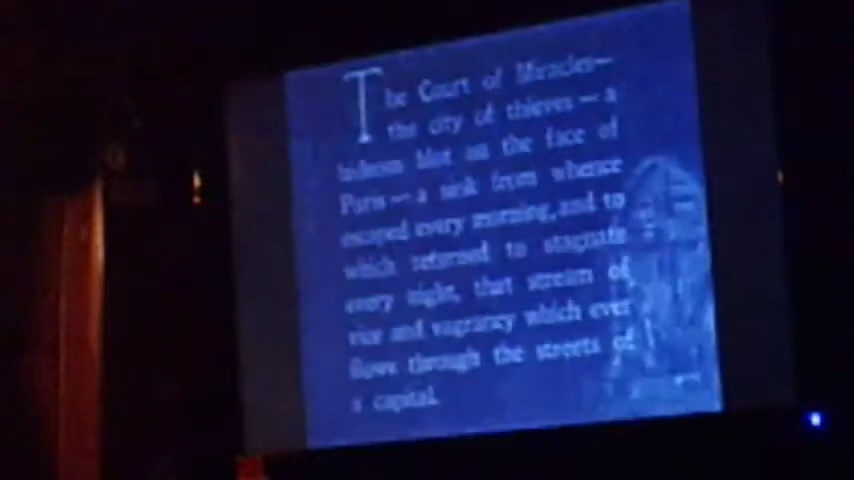 The Court of Miracles—
the city of thieves—a
hideous blot on the face of
Paris—a sink from whence
escaped every morning, and to
which returned to stagnate
every night, that stream of
vice and vagrancy which ever
flows through the streets of
a capital.